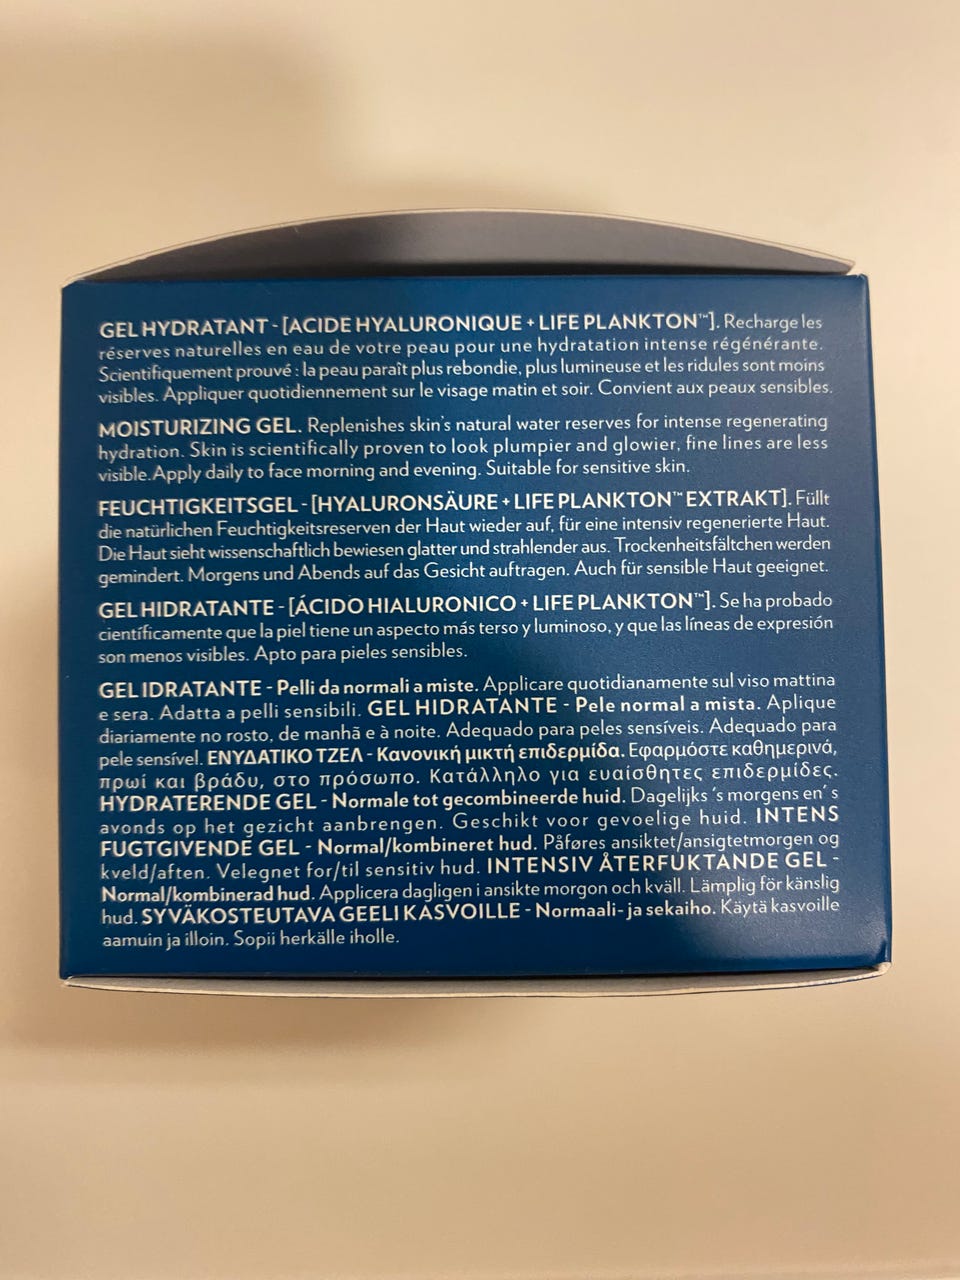 GEL HYDRATANT - [ACIDE HYALURONIQUE + LIFE PLANKTON™]. Recharge les
réserves naturelles en eau de votre peau pour une hydratation intense régénérante.
Scientifiquement prouvé : la peau paraît plus rebondie, plus lumineuse et les ridules sont moins
visibles. Appliquer quotidiennement sur le visage matin et soir. Convient aux peaux sensibles.
MOISTURIZING GEL. Replenishes skin's natural water reserves for intense regenerating
hydration. Skin is scientifically proven to look plumpier and glowier, fine lines are less
visible.Apply daily to face morning and evening. Suitable for sensitive skin.
FEUCHTIGKEITSGEL - [HYALURONSÄURE + LIFE PLANKTON™ EXTRAKT]. Füllt
die natürlichen Feuchtigkeitsreserven der Haut wieder auf, für eine intensiv regenerierte Haut.
Die Haut sieht wissenschaftlich bewiesen glatter und strahlender aus. Trockenheitsfältchen werden
gemindert. Morgens und Abends auf das Gesicht auftragen. Auch für sensible Haut geeignet.
GEL HIDRATANTE - [ÁCIDO HIALURONICO + LIFE PLANKTON™]. Se ha probado
científicamente que la piel tiene un aspecto más terso y luminoso, y que las líneas de expresión
son menos visibles. Apto para pieles sensibles.
GEL IDRATANTE - Pelli da normali a miste. Applicare quotidianamente sul viso mattina
e sera. Adatta a pelli sensibili. GEL HIDRATANTE - Pele normal a mista. Aplique
diariamente no rosto, de manhã e à noite. Adequado para peles sensíveis. Adequado para
pele sensível. ΕΝΥΔΑΤΙΚΟ ΤΖΕΛ - Κανονική μικτή επιδερμίδα. Εφαρμόστε καθημερινά,
πρωί και βράδυ, στο πρόσωπο. Κατάλληλο για ευαίσθητες επιδερμίδες.
HYDRATERENDE GEL - Normale tot gecombineerde huid. Dagelijks 's morgens en' s
avonds op het gezicht aanbrengen. Geschikt voor gevoelige huid. INTENS
FUGTGIVENDE GEL - Normal/kombineret hud. Påføres ansiktet/ansigtetmorgen og
kveld/aften. Velegnet for/til sensitiv hud. INTENSIV ÅTERFUKTANDE GEL -
Normal/kombinerad hud. Applicera dagligen i ansikte morgon och kväll. Lämplig för känslig
hud. SYVÄKOSTEUTAVA GEELI KASVOILLE - Normaali- ja sekaiho. Käytä kasvoille
aamuin ja illoin. Sopii herkälle iholle.